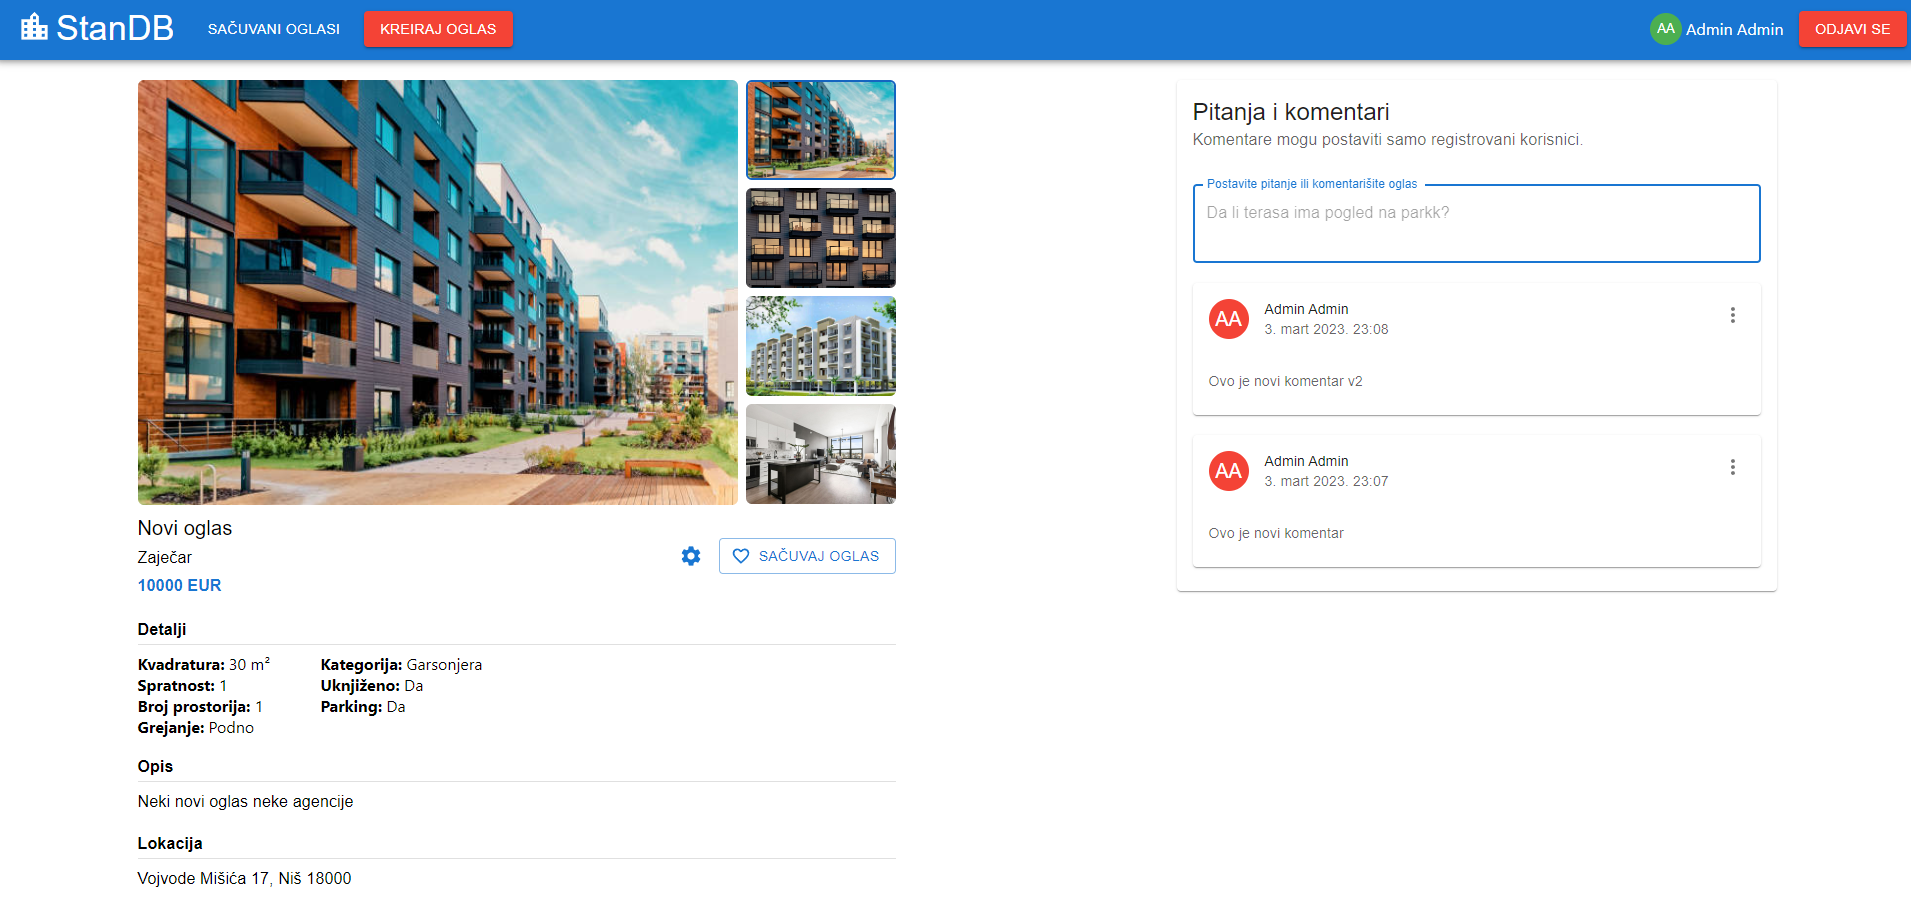 StanDB
SAČUVANI OGLASI
KREIRAJ OGLAS
AA
Admin Admin
ODJAVI SE
Novi oglas
Zaječar
10000 EUR
SAČUVAJ OGLAS
Detalji
Kvadratura: 30 m²
Spratnost: 1
Broj prostorija: 1
Grejanje: Podno
Kategorija: Garsonjera
Uknjiženo: Da
Parking: Da
Opis
Neki novi oglas neke agencije
Lokacija
Vojvode Mišića 17, Niš 18000
Pitanja i komentari
Komentare mogu postaviti samo registrovani korisnici.
Postavite pitanje ili komentarišite oglas
Da li terasa ima pogled na parkk?
AA
Admin Admin
3. mart 2023. 23:08
Ovo je novi komentar v2
AA
Admin Admin
3. mart 2023. 23:07
Ovo je novi komentar